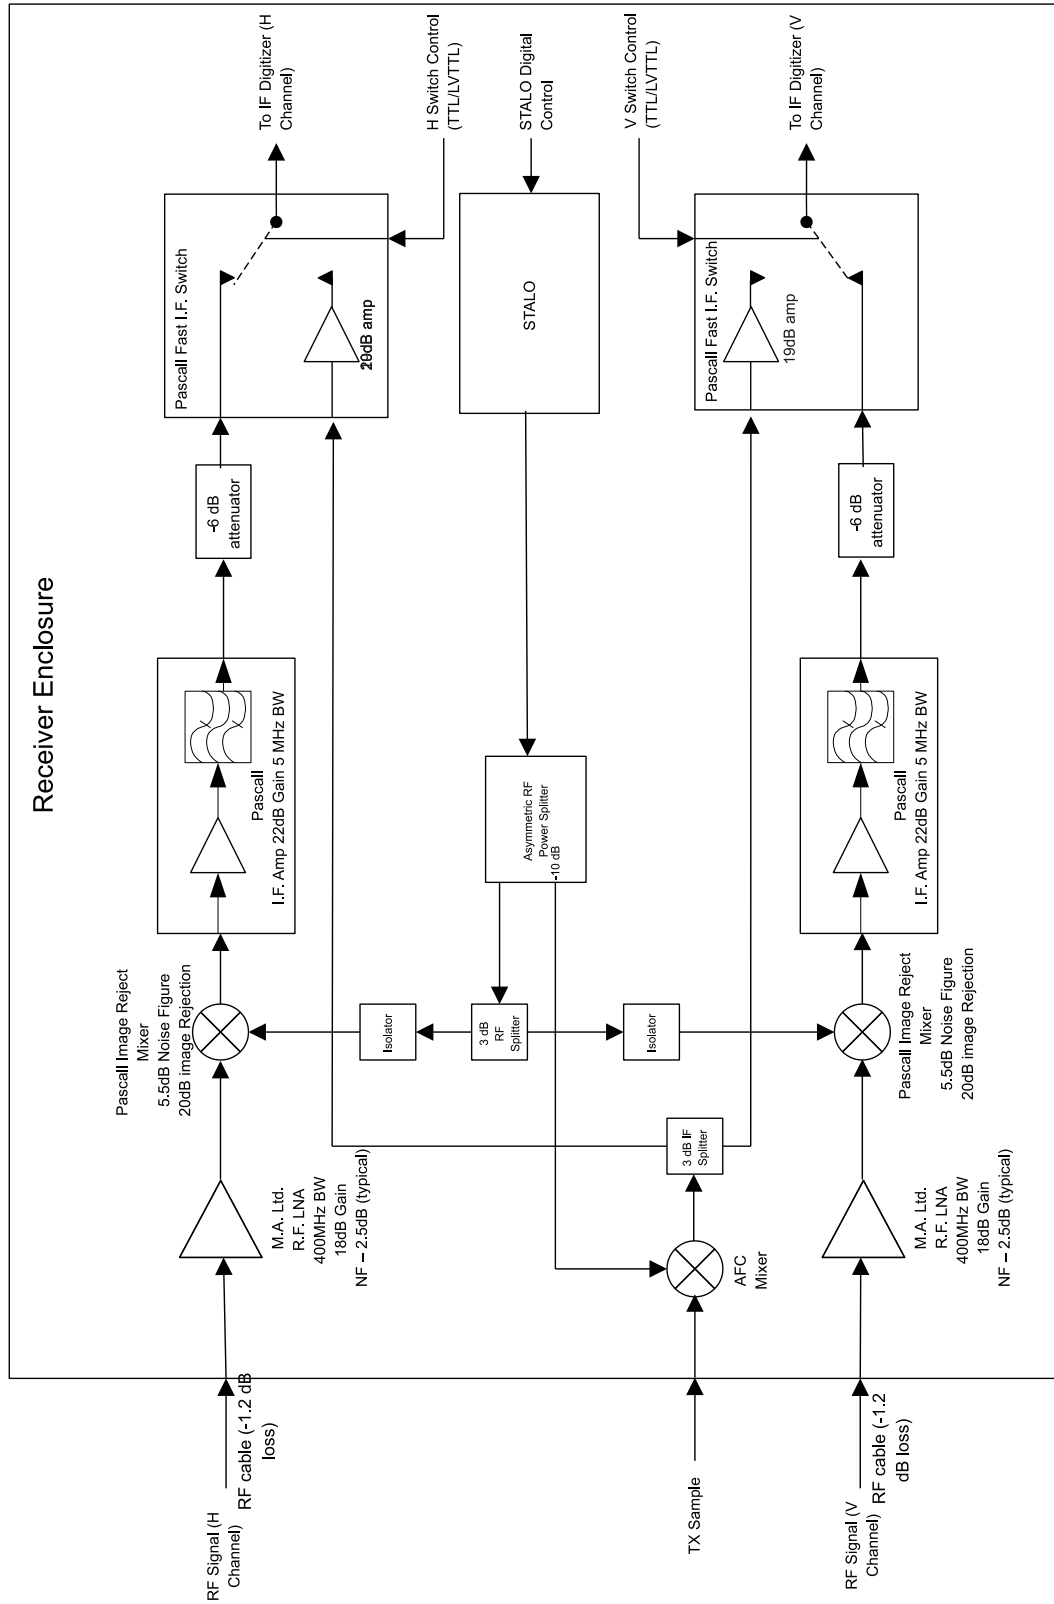 Receiver Enclosure
RF Signal (H
Channel)
RF cable (-1.2 dB
loss)
M.A. Ltd.
R.F. LNA
400MHz BW
18dB Gain
NF – 2.5dB (typical)
Pascall Image Reject
Mixer
5.5dB Noise Figure
20dB image Rejection
Pascall
I.F. Amp 22dB Gain 5 MHz BW
-6 dB
attenuator
Pascall Fast I.F. Switch
dB amp
To IF Digitizer (H
Channel)
H Switch Control
(TTL/LVTTL)
Isolator
3 dB
RF
Splitter
Isolator
Asymmetric RF
Power Splitter
-10 dB
STALO
STALO Digital
Control
TX Sample
AFC
Mixer
3 dB IF
Splitter
V Switch Control
(TTL/LVTTL)
RF Signal (V
Channel)
RF cable (-1.2
dB loss)
M.A. Ltd.
R.F. LNA
400MHz BW
18dB Gain
NF – 2.5dB (typical)
Pascall Image Reject
Mixer
5.5dB Noise Figure
20dB image Rejection
Pascall
I.F. Amp 22dB Gain 5 MHz BW
-6 dB
attenuator
Pascall Fast I.F. Switch
19dB amp
To IF Digitizer (V
Channel)